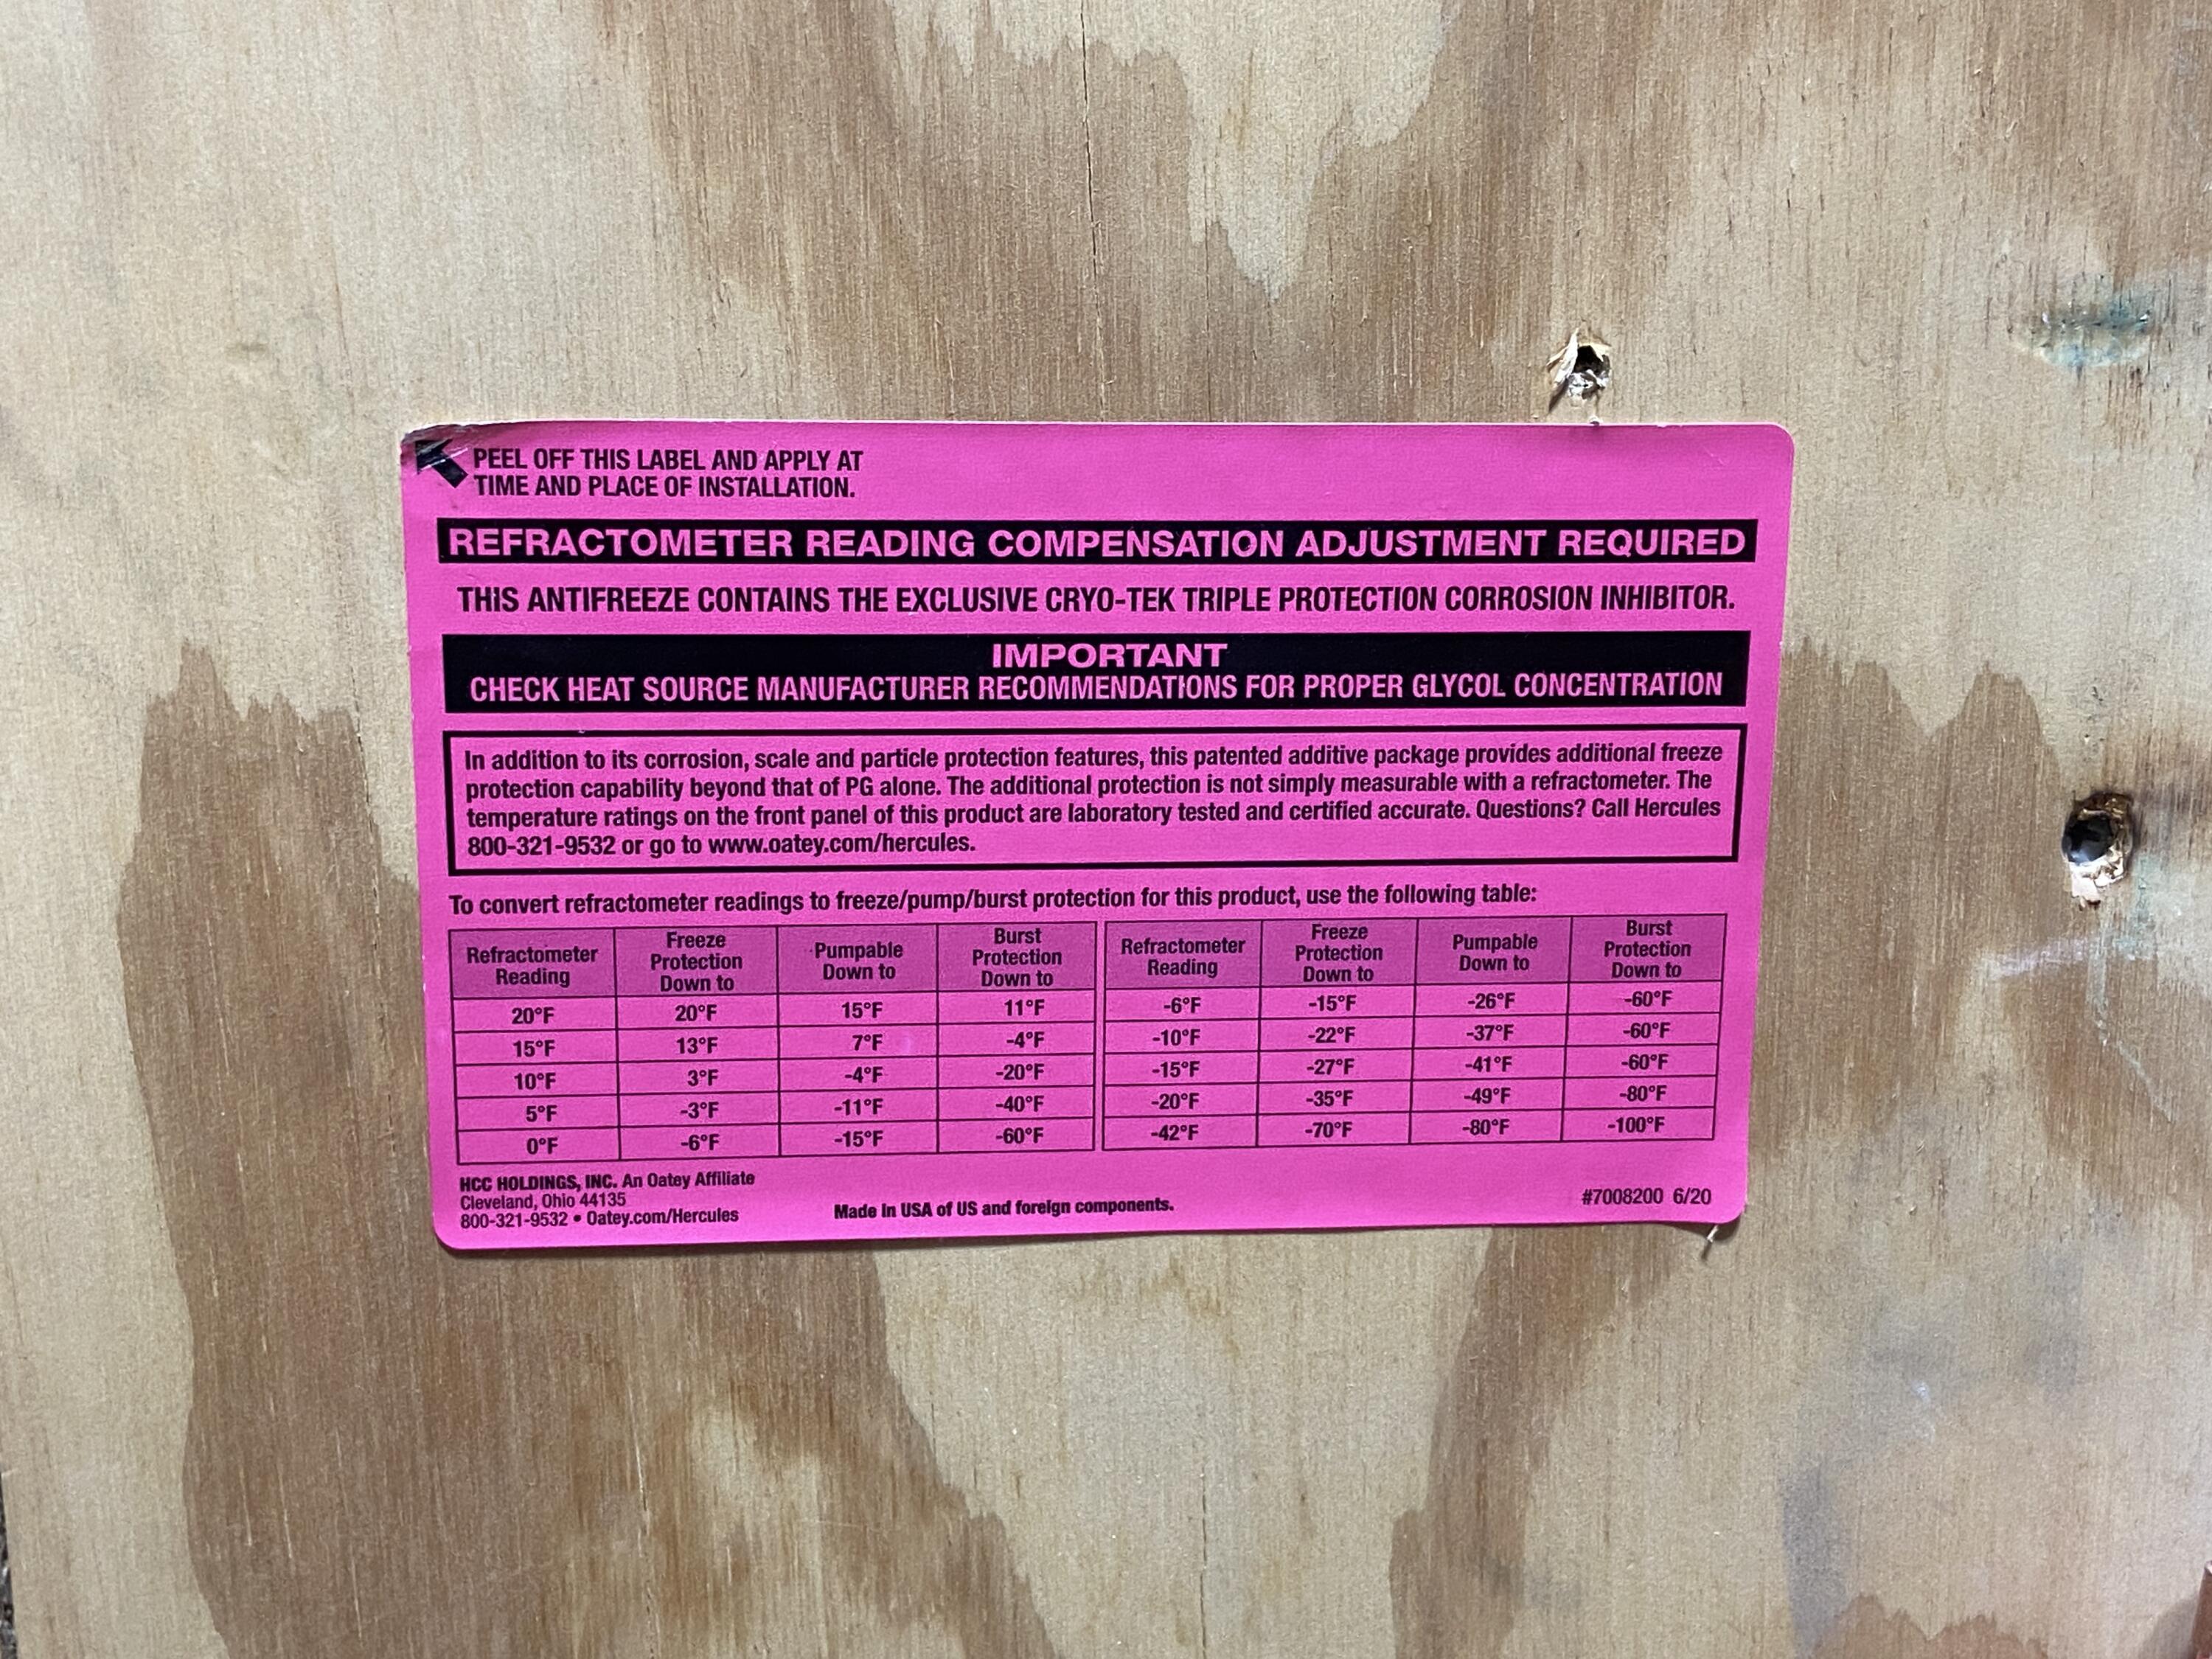 PEEL OFF THIS LABEL AND APPLY AT
TIME AND PLACE OF INSTALLATION.
REFRACTOMETER READING COMPENSATION ADJUSTMENT REQUIRED
THIS ANTIFREEZE CONTAINS THE EXCLUSIVE CRYO-TEK TRIPLE PROTECTION CORROSION INHIBITOR.
IMPORTANT
CHECK HEAT SOURCE MANUFACTURER RECOMMENDATIONS FOR PROPER GLYCOL CONCENTRATION
In addition to its corrosion, scale and particle protection features, this patented additive package provides additional freeze
protection capability beyond that of PG alone. The additional protection is not simply measurable with a refractometer. The
temperature ratings on the front panel of this product are laboratory tested and certified accurate. Questions? Call Hercules
800-321-9532 or go to www.oatey.com/hercules.
To convert refractometer readings to freeze/pump/burst protection for this product, use the following table:
Refractometer
Reading
Freeze
Protection
Down to
Pumpable
Down to
Burst
Protection
Down to
20°F 20°F 15°F 11°F
15°F 13°F 7°F -4°F
10°F 3°F -4°F -20°F
5°F -3°F -11°F -40°F
0°F -6°F -15°F -60°F
Refractometer
Reading
Freeze
Protection
Down to
Pumpable
Down to
Burst
Protection
Down to
-6°F -15°F -26°F -60°F
-10°F -22°F -37°F -60°F
-15°F -27°F -41°F -60°F
-20°F -35°F -49°F -80°F
-42°F -70°F -80°F -100°F
HCC HOLDINGS, INC. An Oatey Affiliate
Cleveland, Ohio 44135
800-321-9532 • Oatey.com/Hercules
Made In USA of US and foreign components.
#7008200 6/20